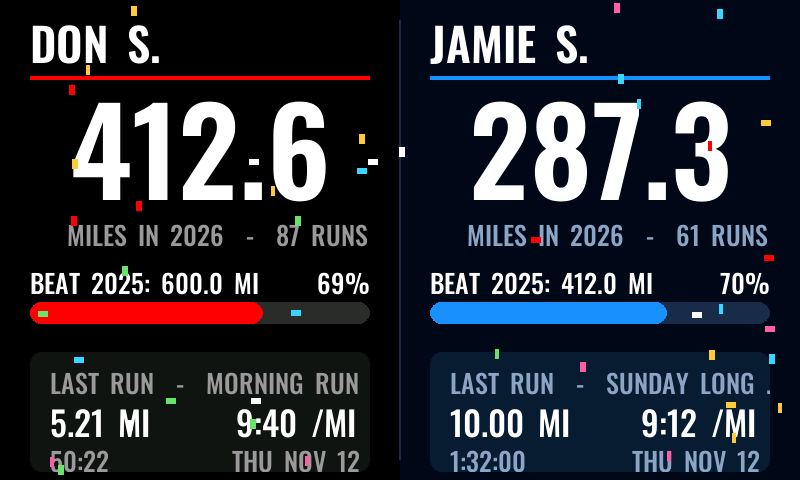 DON S.
412.6
MILES IN 2026 - 87 RUNS
BEAT 2025: 600.0 MI 69%
LAST RUN - MORNING RUN
5.21 MI 9:40 /MI
50:22 THU NOV 12
JAMIE S.
287.3
MILES IN 2026 - 61 RUNS
BEAT 2025: 412.0 MI 70%
LAST RUN - SUNDAY LONG .
10.00 MI 9:12 /MI
1:32:00 THU NOV 12